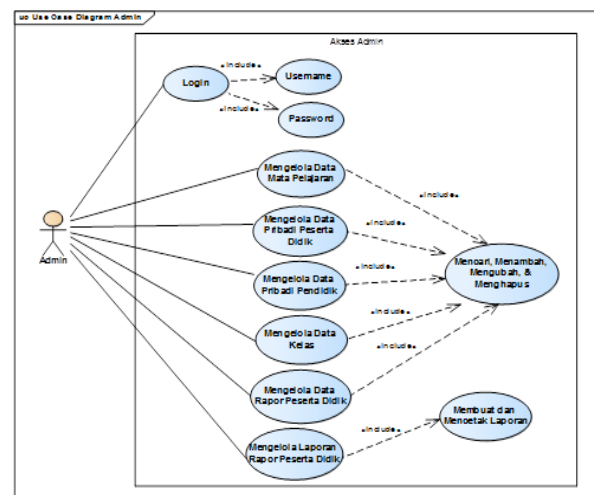 uc Use Case Diagram Admin
Akses Admin
Login
«include»
Username
«include»
Password
Mengelola Data
Mata Pelajaran
«include»
Mengelola Data
Pribadi Peserta
Didik
«include»
Admin
Mengelola Data
Pribadi Pendidik
«include»
Mencari, Menambah,
Mengubah, &
Menghapus
Mengelola Data
Kelas
«include»
«include»
Mengelola Data
Rapor Peserta Didik
Mengelola Laporan
Rapor Peserta Didik
«include»
Membuat dan
Mencetak Laporan